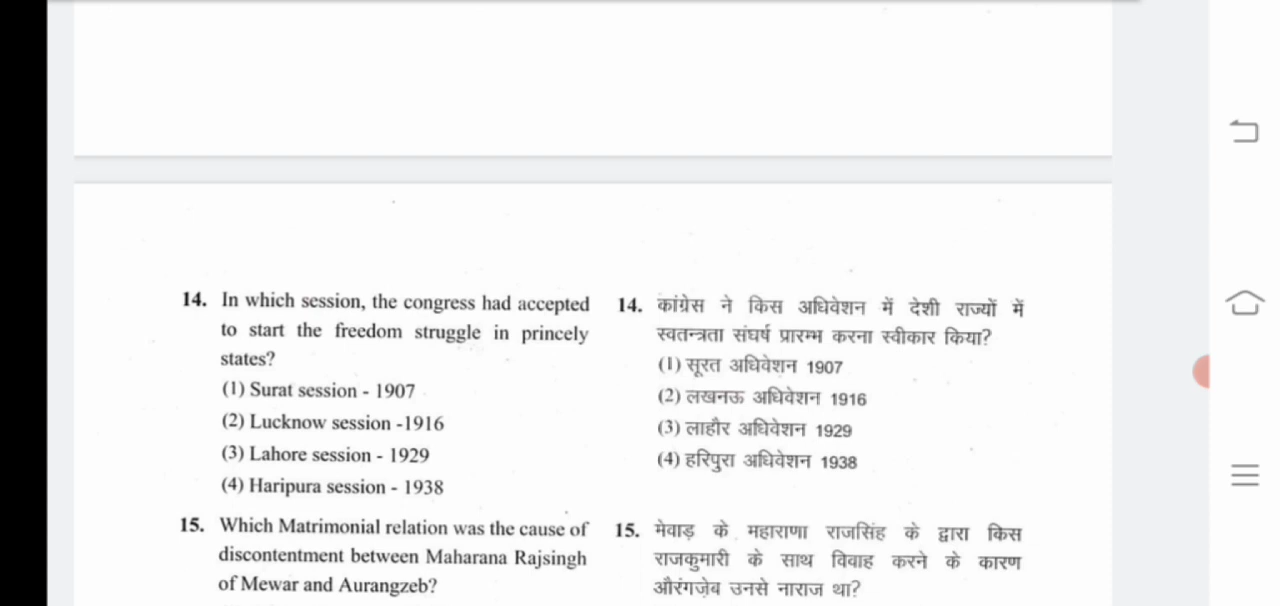 14. In which session, the congress had accepted
to start the freedom struggle in princely
states?
(1) Surat session - 1907
(2) Lucknow session -1916
(3) Lahore session - 1929
(4) Haripura session - 1938
15. Which Matrimonial relation was the cause of
discontentment between Maharana Rajsingh
of Mewar and Aurangzeb?
14. कांग्रेस ने किस अधिवेशन में देशी राज्यों में
स्वतन्त्रता संघर्ष प्रारम्भ करना स्वीकार किया?
(1) सूरत अधिवेशन 1907
(2) लखनऊ अधिवेशन 1916
(3) लाहौर अधिवेशन 1929
(4) हरिपुरा अधिवेशन 1938
15. मेवाड़ के महाराणा राजसिंह के द्वारा किस
राजकुमारी के साथ विवाह करने के कारण
औरंगज़ेब उनसे नाराज था?